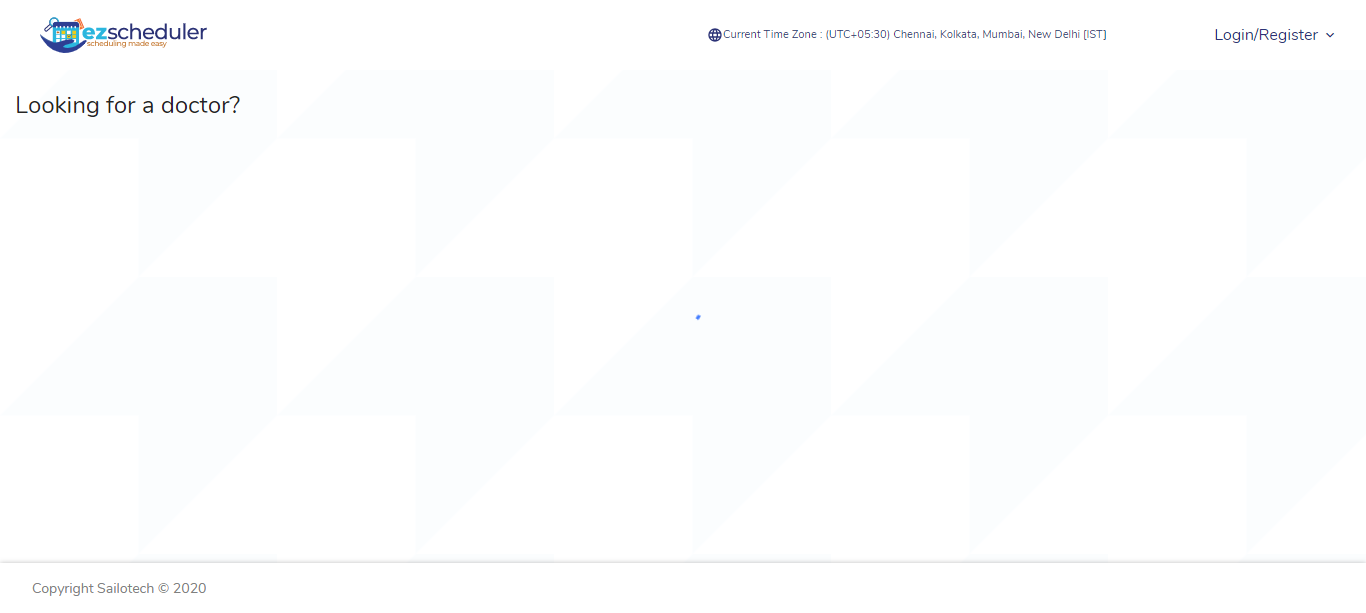 ezscheduler
scheduling made easy
Current Time Zone : (UTC+05:30) Chennai, Kolkata, Mumbai, New Delhi [IST]
Login/Register
Looking for a doctor?
Copyright Sailotech © 2020